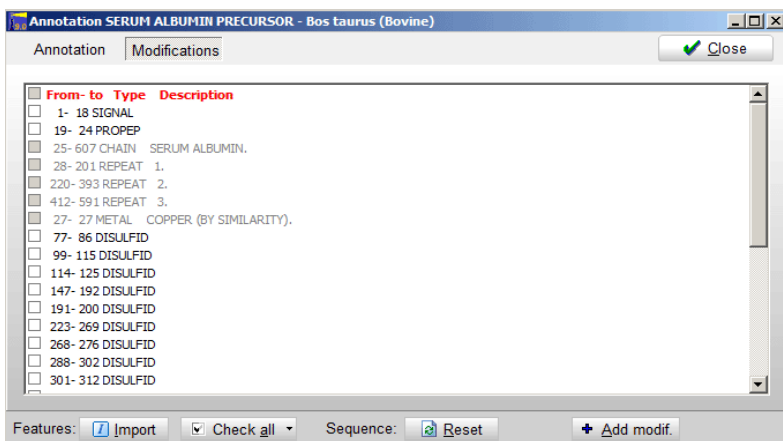 Annotation SERUM ALBUMIN PRECURSOR - Bos taurus (Bovine)
Annotation Modifications Close
From- to Type Description
1- 18 SIGNAL
19- 24 PROPEP
25- 607 CHAIN SERUM ALBUMIN.
28- 201 REPEAT 1.
220- 393 REPEAT 2.
412- 591 REPEAT 3.
27- 27 METAL COPPER (BY SIMILARITY).
77- 86 DISULFID
99- 115 DISULFID
114- 125 DISULFID
147- 192 DISULFID
191- 200 DISULFID
223- 269 DISULFID
268- 276 DISULFID
288- 302 DISULFID
301- 312 DISULFID
Features: Import Check all Sequence: Reset Add modif.